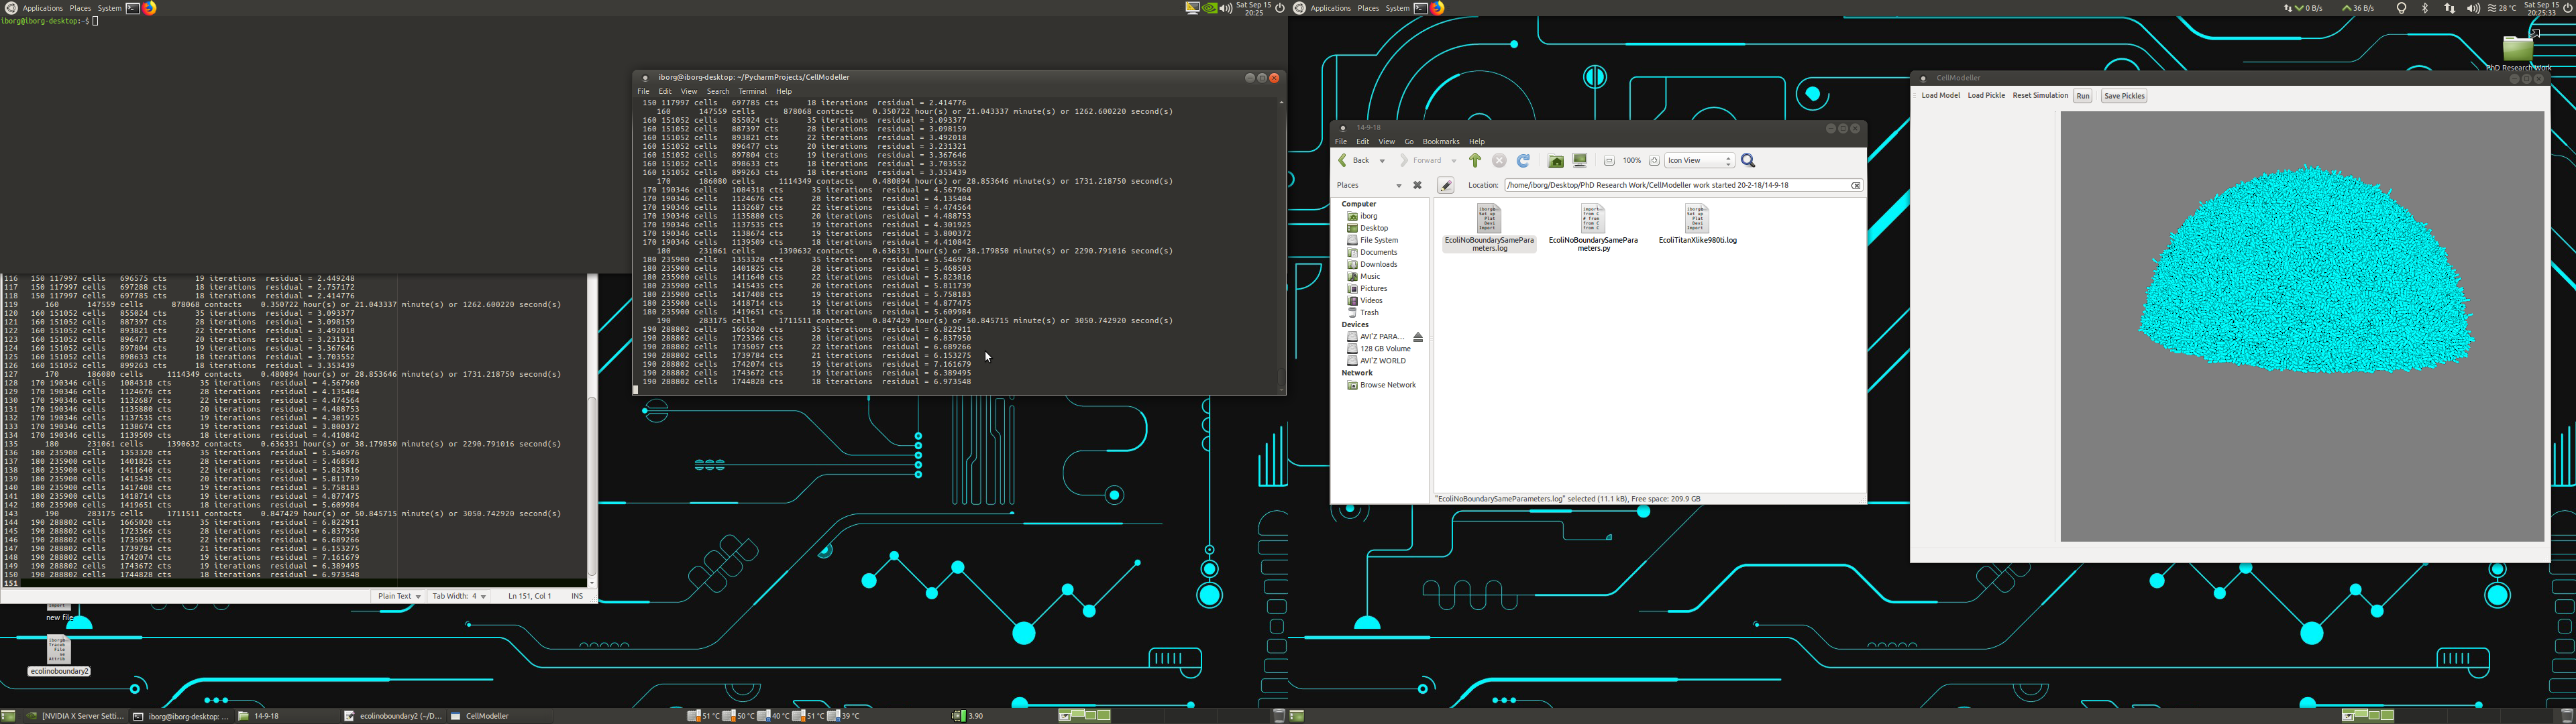 Applications Places System
Sat Sep 15
20:25
Applications Places System
0 B/s 36 B/s 28 °C Sat Sep 15
20:25:33
iborg@iborg-desktop:~$
PhD Research Work
iborg@iborg-desktop: ~/PycharmProjects/CellModeller
File Edit View Search Terminal Help
150 117997 cells 697785 cts 18 iterations residual = 2.414776
160 147559 cells 878068 contacts 0.350722 hour(s) or 21.043337 minute(s) or 1262.600220 second(s)
160 151052 cells 855024 cts 35 iterations residual = 3.093377
160 151052 cells 887397 cts 28 iterations residual = 3.098159
160 151052 cells 893821 cts 22 iterations residual = 3.492018
160 151052 cells 896477 cts 20 iterations residual = 3.231321
160 151052 cells 897804 cts 19 iterations residual = 3.367646
160 151052 cells 898633 cts 18 iterations residual = 3.703552
160 151052 cells 899263 cts 18 iterations residual = 3.353439
170 186080 cells 1114349 contacts 0.480894 hour(s) or 28.853646 minute(s) or 1731.218750 second(s)
170 190346 cells 1084318 cts 35 iterations residual = 4.567960
170 190346 cells 1124676 cts 28 iterations residual = 4.135404
170 190346 cells 1132687 cts 22 iterations residual = 4.474564
170 190346 cells 1135880 cts 20 iterations residual = 4.488753
170 190346 cells 1137535 cts 19 iterations residual = 4.301925
170 190346 cells 1138674 cts 19 iterations residual = 3.800372
170 190346 cells 1139509 cts 18 iterations residual = 4.410842
180 231061 cells 1390632 contacts 0.636331 hour(s) or 38.179850 minute(s) or 2290.791016 second(s)
180 235900 cells 1353320 cts 35 iterations residual = 5.546976
180 235900 cells 1401825 cts 28 iterations residual = 5.468503
180 235900 cells 1411640 cts 22 iterations residual = 5.823816
180 235900 cells 1415435 cts 20 iterations residual = 5.811739
180 235900 cells 1417408 cts 19 iterations residual = 5.758183
180 235900 cells 1418714 cts 19 iterations residual = 4.877475
180 235900 cells 1419651 cts 18 iterations residual = 5.609984
190 283175 cells 1711511 contacts 0.847429 hour(s) or 50.845715 minute(s) or 3050.742920 second(s)
190 288802 cells 1665020 cts 35 iterations residual = 6.822911
190 288802 cells 1723366 cts 28 iterations residual = 6.837950
190 288802 cells 1735057 cts 22 iterations residual = 6.689266
190 288802 cells 1739784 cts 21 iterations residual = 6.153275
190 288802 cells 1742074 cts 19 iterations residual = 7.161679
190 288802 cells 1743672 cts 19 iterations residual = 6.389495
190 288802 cells 1744828 cts 18 iterations residual = 6.973548
116 150 117997 cells 696575 cts 19 iterations residual = 2.449248
117 150 117997 cells 697288 cts 18 iterations residual = 2.757172
118 150 117997 cells 697785 cts 18 iterations residual = 2.414776
119 160 147559 cells 878068 contacts 0.350722 hour(s) or 21.043337 minute(s) or 1262.600220 second(s)
120 160 151052 cells 855024 cts 35 iterations residual = 3.093377
121 160 151052 cells 887397 cts 28 iterations residual = 3.098159
122 160 151052 cells 893821 cts 22 iterations residual = 3.492018
123 160 151052 cells 896477 cts 20 iterations residual = 3.231321
124 160 151052 cells 897804 cts 19 iterations residual = 3.367646
125 160 151052 cells 898633 cts 18 iterations residual = 3.703552
126 160 151052 cells 899263 cts 18 iterations residual = 3.353439
127 170 186080 cells 1114349 contacts 0.480894 hour(s) or 28.853646 minute(s) or 1731.218750 second(s)
128 170 190346 cells 1084318 cts 35 iterations residual = 4.567960
129 170 190346 cells 1124676 cts 28 iterations residual = 4.135404
130 170 190346 cells 1132687 cts 22 iterations residual = 4.474564
131 170 190346 cells 1135880 cts 20 iterations residual = 4.488753
132 170 190346 cells 1137535 cts 19 iterations residual = 4.301925
133 170 190346 cells 1138674 cts 19 iterations residual = 3.800372
134 170 190346 cells 1139509 cts 18 iterations residual = 4.410842
135 180 231061 cells 1390632 contacts 0.636331 hour(s) or 38.179850 minute(s) or 2290.791016 second(s)
136 180 235900 cells 1353320 cts 35 iterations residual = 5.546976
137 180 235900 cells 1401825 cts 28 iterations residual = 5.468503
138 180 235900 cells 1411640 cts 22 iterations residual = 5.823816
139 180 235900 cells 1415435 cts 20 iterations residual = 5.811739
140 180 235900 cells 1417408 cts 19 iterations residual = 5.758183
141 180 235900 cells 1418714 cts 19 iterations residual = 4.877475
142 180 235900 cells 1419651 cts 18 iterations residual = 5.609984
143 190 283175 cells 1711511 contacts 0.847429 hour(s) or 50.845715 minute(s) or 3050.742920 second(s)
144 190 288802 cells 1665020 cts 35 iterations residual = 6.822911
145 190 288802 cells 1723366 cts 28 iterations residual = 6.837950
146 190 288802 cells 1735057 cts 22 iterations residual = 6.689266
147 190 288802 cells 1739784 cts 21 iterations residual = 6.153275
148 190 288802 cells 1742074 cts 19 iterations residual = 7.161679
149 190 288802 cells 1743672 cts 19 iterations residual = 6.389495
150 190 288802 cells 1744828 cts 18 iterations residual = 6.973548
151
Plain Text Tab Width: 4 Ln 151, Col 1 INS
new file
ecolinoboundary2
14-9-18
File Edit View Go Bookmarks Help
Back Forward 100% Icon View
Places Location: /home/iborg/Desktop/PhD Research Work/CellModeller work started 20-2-18/14-9-18
Computer
iborg
Desktop
File System
Documents
Downloads
Music
Pictures
Videos
Trash
Devices
AVI'Z PARA...
128 GB Volume
AVI'Z WORLD
Network
Browse Network
EcoliNoBoundarySamePara
meters.log
EcoliNoBoundarySamePara
meters.py
EcoliTitanXlike980ti.log
"EcoliNoBoundarySameParameters.log" selected (11.1 kB), Free space: 209.9 GB
CellModeller
Load Model Load Pickle Reset Simulation Run Save Pickles
[NVIDIA X Server Setti... iborg@iborg-desktop: ... 14-9-18 ecolinoboundary2 (~/D... CellModeller 51 °C 50 °C 40 °C 51 °C 39 °C 3.90